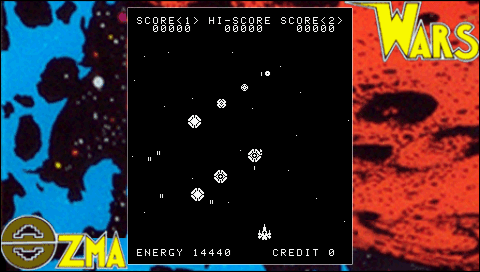 SCORE<1> HI-SCORE SCORE<2>
00000 00000 00000
WARS
OZMA
ENERGY 14440 CREDIT 0